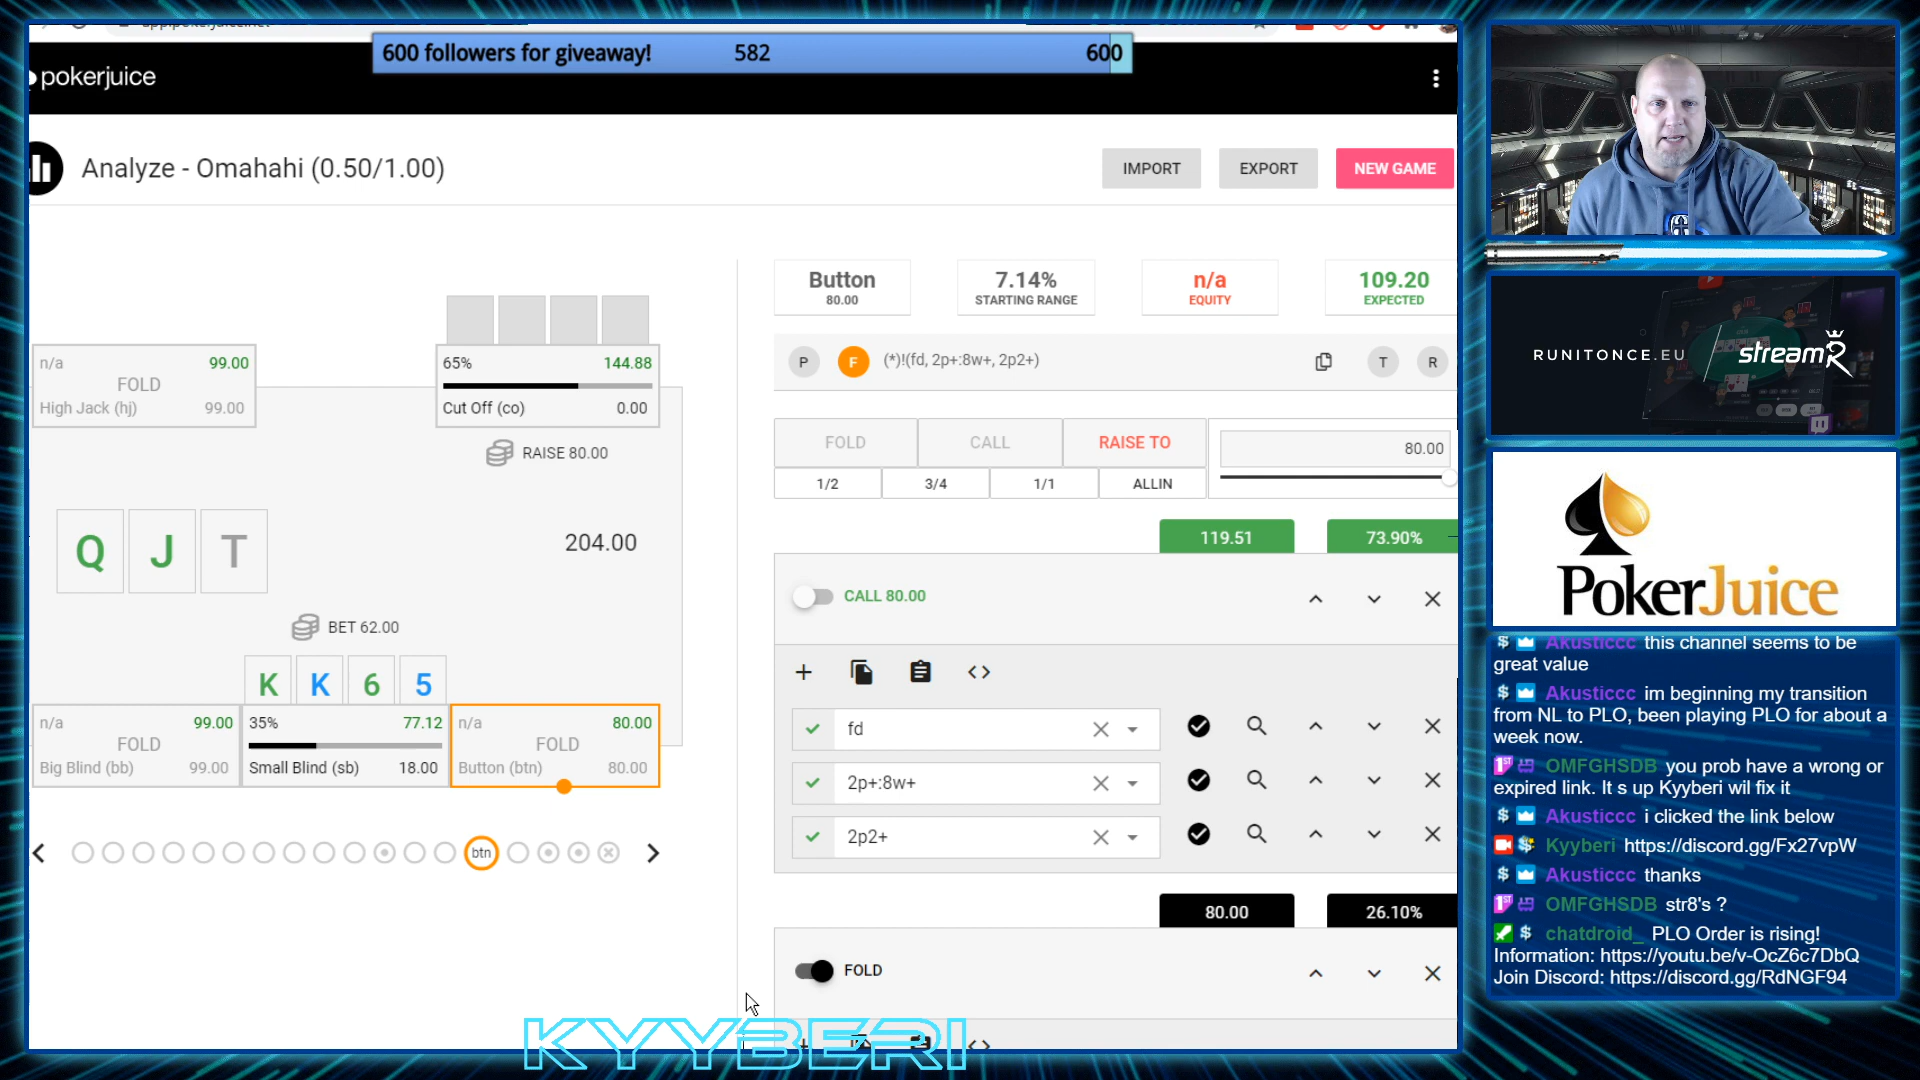 600 followers for giveaway! 582 600
pokerjuice
Analyze - Omahahi (0.50/1.00)
IMPORT EXPORT NEW GAME
Button 7.14% n/a 109.20
80.00 STARTING RANGE EQUITY EXPECTED
n/a 99.00
FOLD
High Jack (hj) 99.00
65% 144.88
Cut Off (co) 0.00
P F (*)!(fd, 2p+:8w+, 2p2+) T R
RAISE 80.00
FOLD CALL RAISE TO 80.00
1/2 3/4 1/1 ALLIN
Q J T
204.00
119.51 73.90%
CALL 80.00
BET 62.00
K K 6 5
n/a 99.00
FOLD
Big Blind (bb) 99.00
35% 77.12
Small Blind (sb) 18.00
n/a 80.00
FOLD
Button (btn) 80.00
btn
fd
2p+:8w+
2p2+
80.00 26.10%
FOLD
KYYBERI
RUNITONCE.EU / streamR
PokerJuice
Akusticcc this channel seems to be
great value
Akusticcc im beginning my transition
from NL to PLO, been playing PLO for about a
week now.
1ST OMFGHSDB you prob have a wrong or
expired link. It s up Kyyberi wil fix it
Akusticcc i clicked the link below
Kyyberi https://discord.gg/Fx27vpW
Akusticcc thanks
1ST OMFGHSDB str8's ?
chatdroid_ PLO Order is rising!
Information: https://youtu.be/v-OcZ6c7DbQ
Join Discord: https://discord.gg/RdNGF94